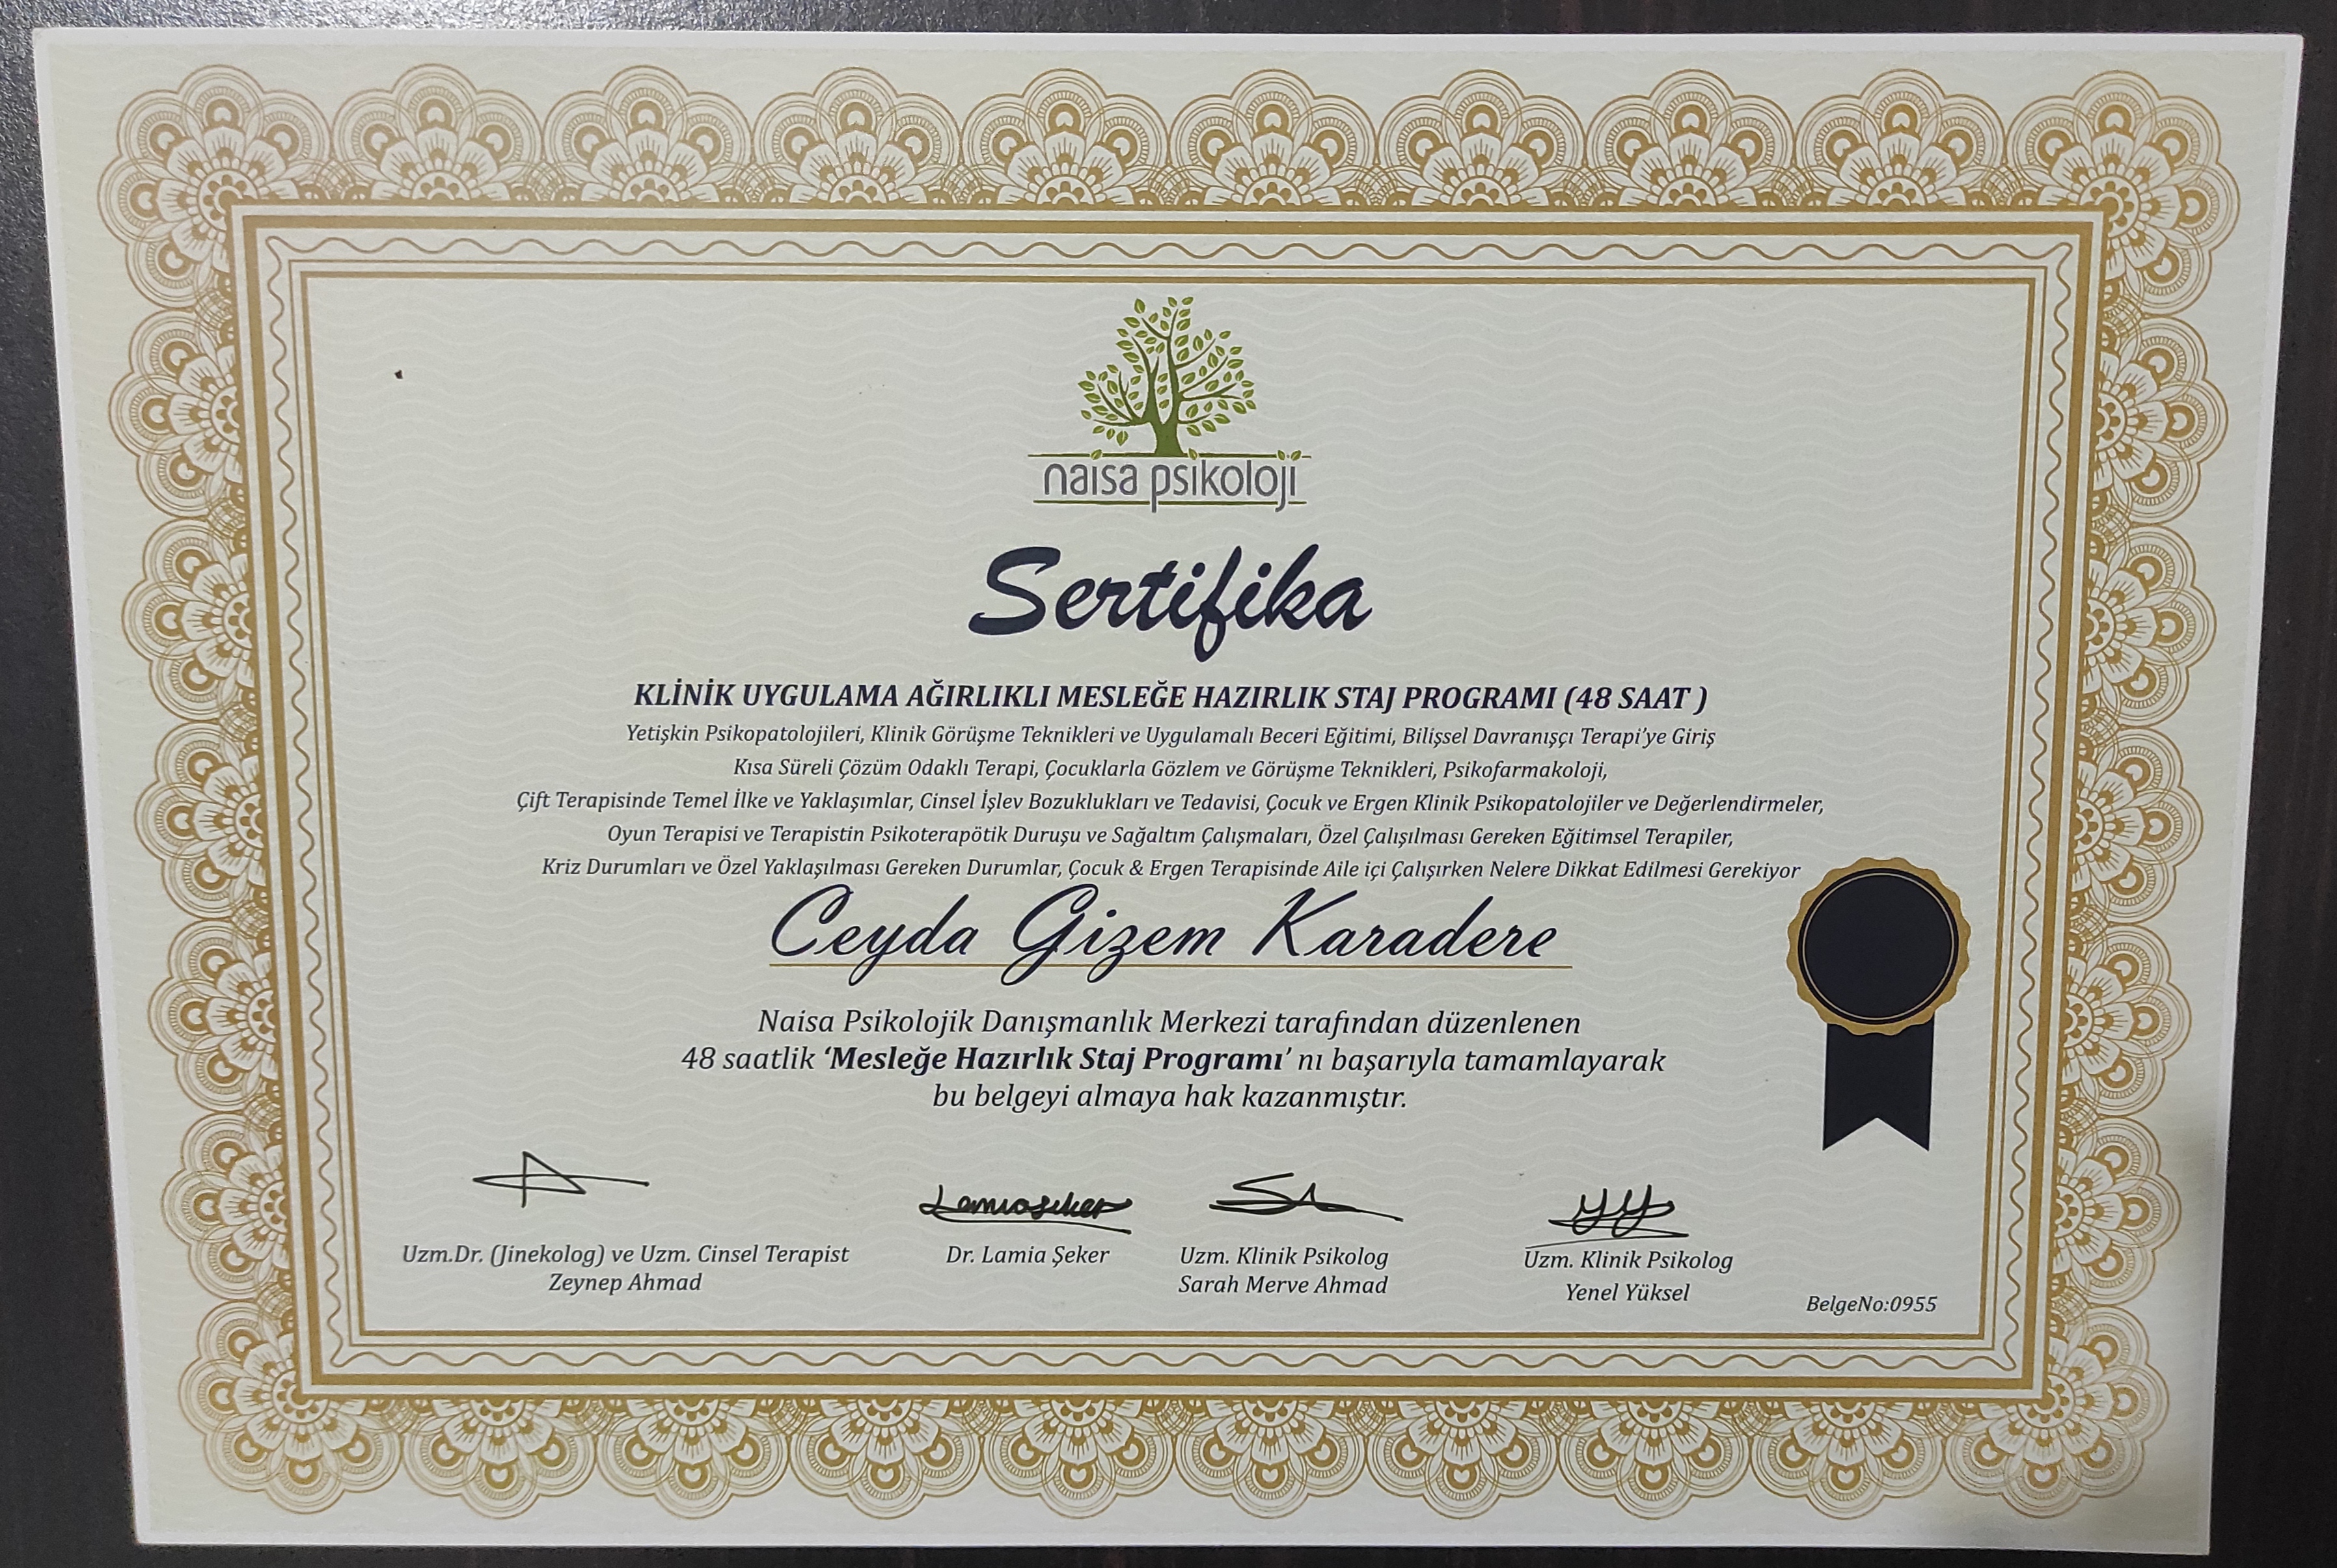 naisa psikoloji
Sertifika
KLİNİK UYGULAMA AĞIRLIKLI MESLEĞE HAZIRLIK STAJ PROGRAMI (48 SAAT )
Yetişkin Psikopatolojileri, Klinik Görüşme Teknikleri ve Uygulamalı Beceri Eğitimi, Bilişsel Davranışçı Terapi'ye Giriş
Kısa Süreli Çözüm Odaklı Terapi, Çocuklarla Gözlem ve Görüşme Teknikleri, Psikofarmakoloji,
Çift Terapisinde Temel İlke ve Yaklaşımlar, Cinsel İşlev Bozuklukları ve Tedavisi, Çocuk ve Ergen Klinik Psikopatolojiler ve Değerlendirmeler,
Oyun Terapisi ve Terapistin Psikoterapötik Duruşu ve Sağaltım Çalışmaları, Özel Çalışılması Gereken Eğitimsel Terapiler,
Kriz Durumları ve Özel Yaklaşılması Gereken Durumlar, Çocuk & Ergen Terapisinde Aile içi Çalışırken Nelere Dikkat Edilmesi Gerekiyor
Ceyda Gizem Karadere
Naisa Psikolojik Danışmanlık Merkezi tarafından düzenlenen
48 saatlik 'Mesleğe Hazırlık Staj Programı' nı başarıyla tamamlayarak
bu belgeyi almaya hak kazanmıştır.
Lamia Şeker
Uzm.Dr. (Jinekolog) ve Uzm. Cinsel Terapist
Zeynep Ahmad
Dr. Lamia Şeker
Uzm. Klinik Psikolog
Sarah Merve Ahmad
Uzm. Klinik Psikolog
Yenel Yüksel
BelgeNo:0955